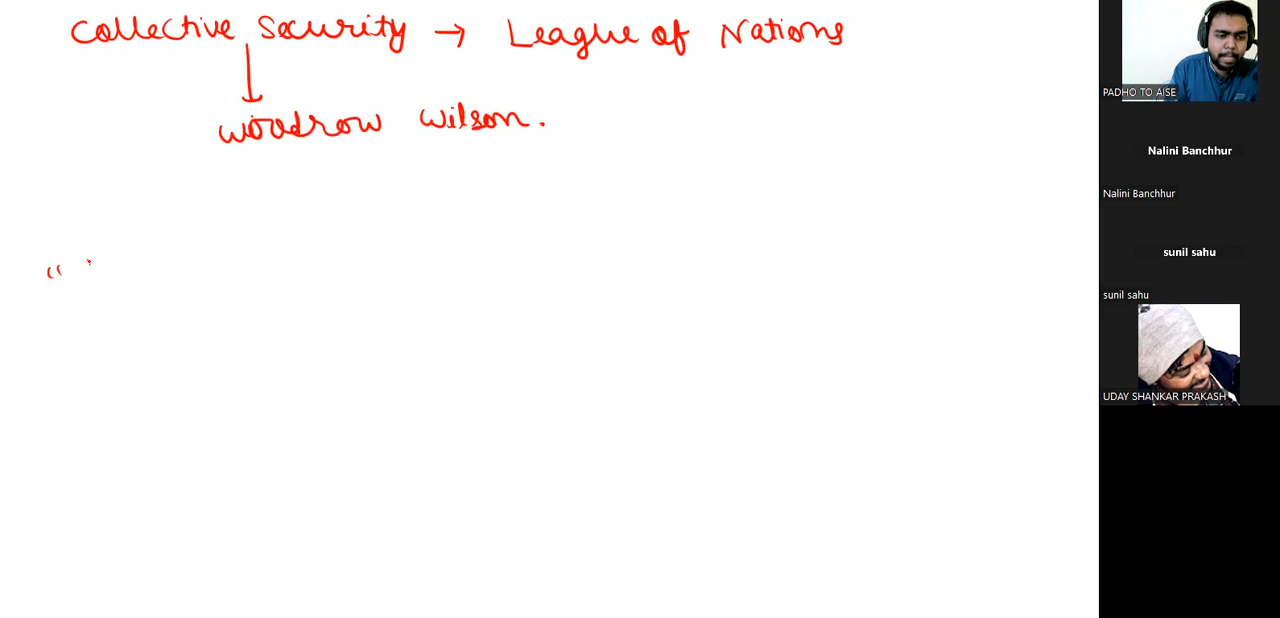 Collective Security → League of Nations
↓
Woodrow Wilson.
“
PADHO TO AISE
Nalini Banchhur
Nalini Banchhur
sunil sahu
sunil sahu
UDAY SHANKAR PRAKASH